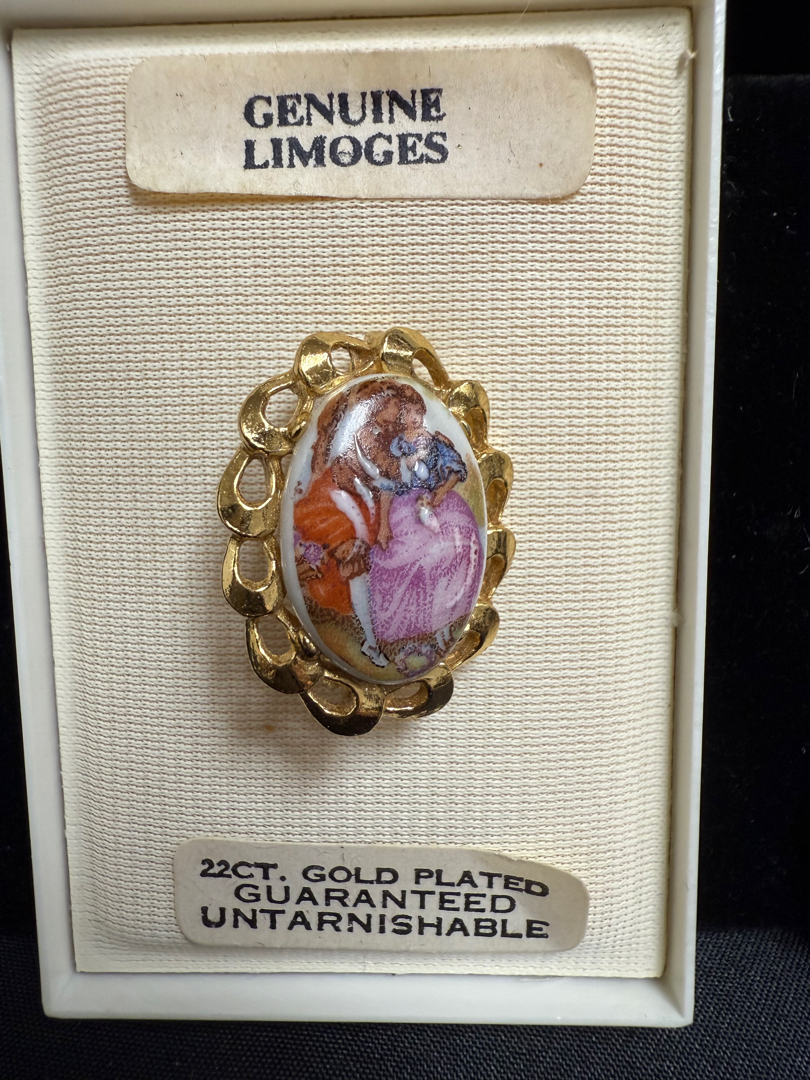 GENUINE
LIMOGES
22CT. GOLD PLATED
GUARANTEED
UNTARNISHABLE